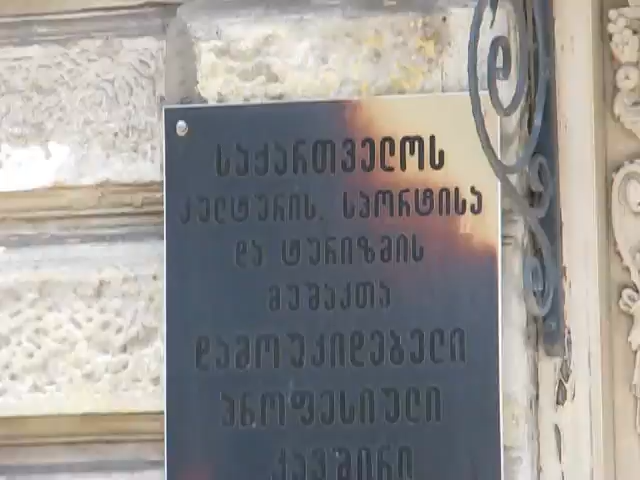 საქართველოს
კულტურის, სპორტისა
და ტურიზმის
მუშაკთა
დამოუკიდებელი
პროფესიული
კავშირი